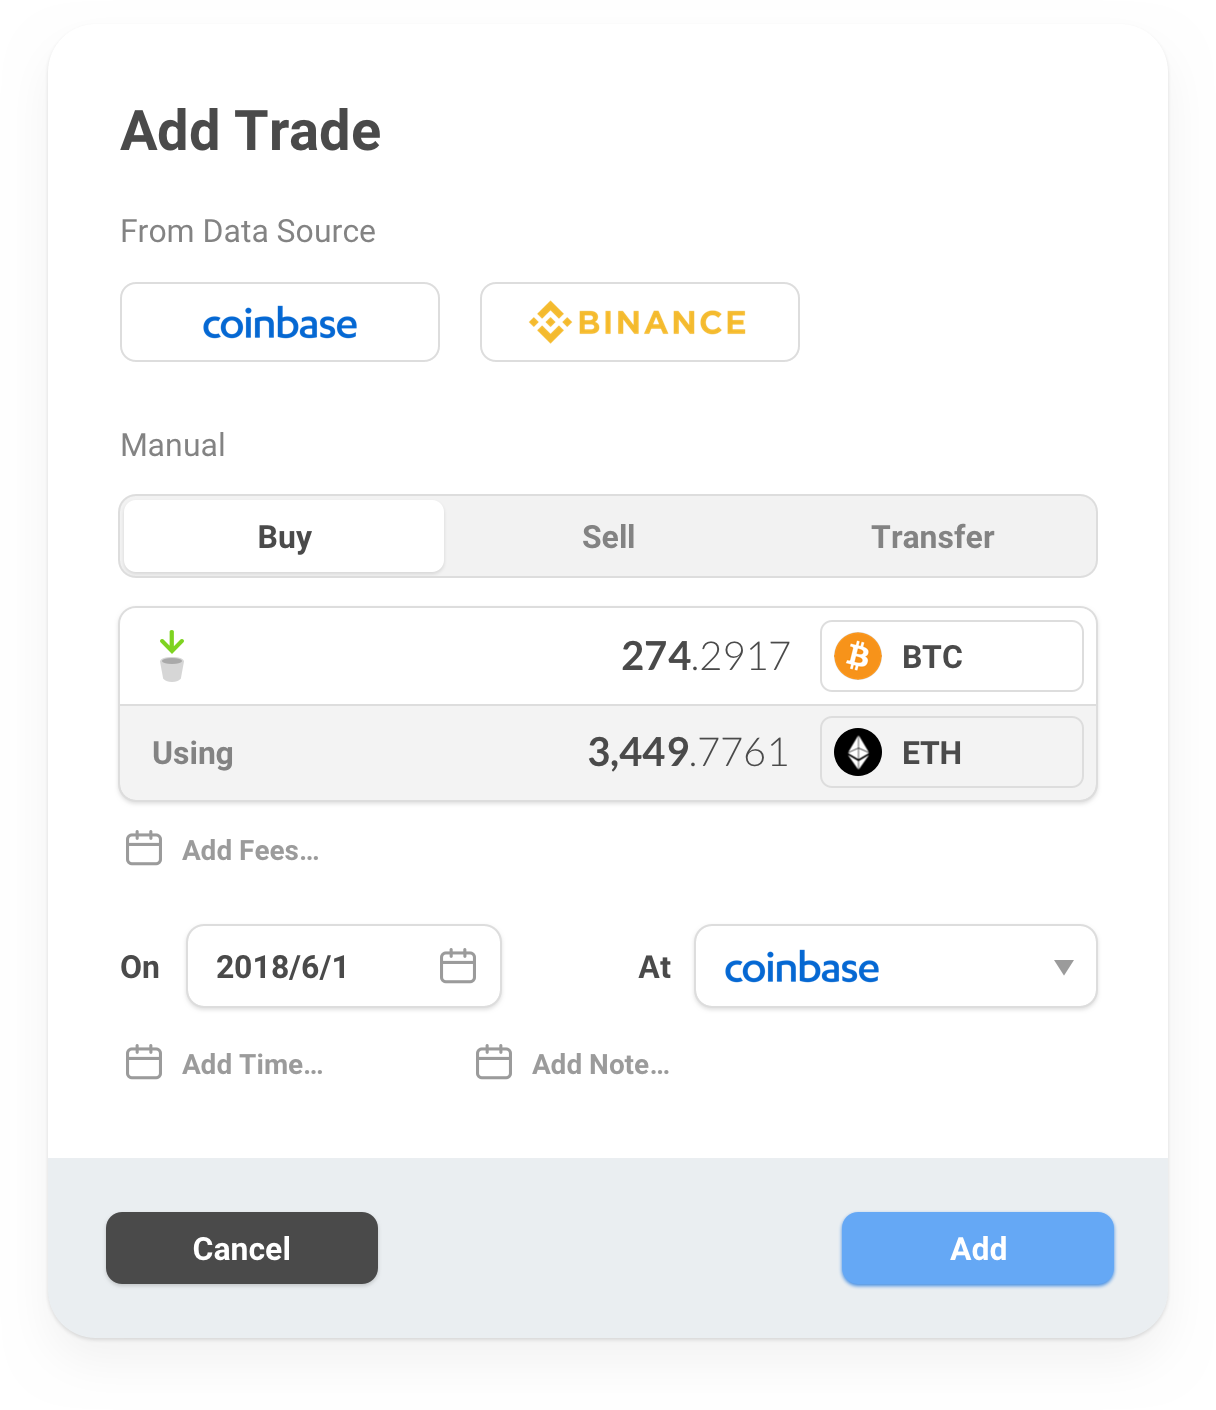 Add Trade
From Data Source
coinbase BINANCE
Manual
Buy Sell Transfer
274.2917 BTC
Using 3,449.7761 ETH
Add Fees...
On 2018/6/1 At coinbase
Add Time... Add Note...
Cancel Add